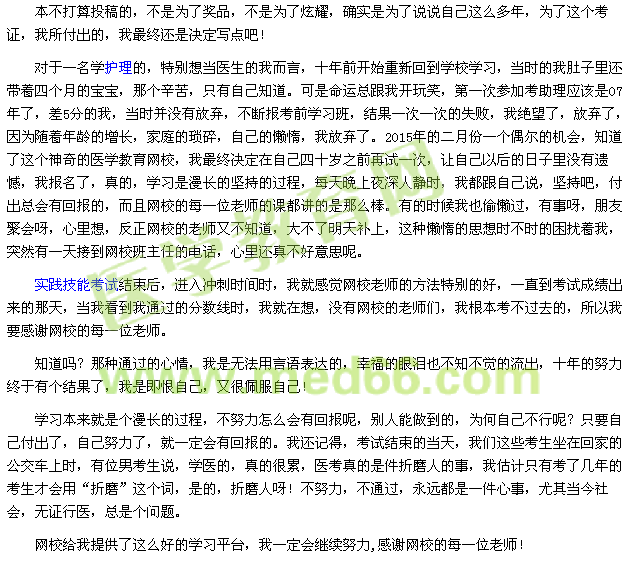 本不打算投稿的，不是为了奖品，不是为了炫耀，确实是为了说说自己这么多年，为了这个考
证，我所付出的，我最终还是决定写点吧！
对于一名学护理的，特别想当医生的我而言，十年前开始重新回到学校学习，当时的我肚子里还
带着四个月的宝宝，那个辛苦，只有自己知道。可是命运总跟我开玩笑，第一次参加考助理应该是07
年了，差5分的我，当时并没有放弃，不断报考前学习班，结果一次一次的失败，我绝望了，放弃了，
因为随着年龄的增长，家庭的琐碎，自己的懒惰，我放弃了。2015年的二月份一个偶尔的机会，知道
了这个神奇的医学教育网校，我最终决定在自己四十岁之前再试一次，让自己以后的日子里没有遗
憾，我报名了，真的，学习是漫长的坚持的过程，每天晚上夜深人静时，我都跟自己说，坚持吧，付
出总会有回报的，而且网校的每一位老师的课都讲的是那么棒。有的时候我也偷懒过，有事呀，朋友
聚会呀，心里想，反正网校的老师又不知道，大不了明天补上，这种懒惰的思想时不时的困扰着我，
突然有一天接到网校班主任的电话，心里还真不好意思呢。
实践技能考试结束后，进入冲刺时间时，我就感觉网校老师的方法特别的好，一直到考试成绩出
来的那天，当我看到我通过的分数线时，我就在想，没有网校的老师们，我根本考不过去的，所以我
要感谢网校的每一位老师。
知道吗？那种通过的心情，我是无法用言语表达的，幸福的眼泪也不知不觉的流出，十年的努力
终于有个结果了，我是即恨自己，又很佩服自己！
学习本来就是个漫长的过程，不努力怎么会有回报呢，别人能做到的，为何自己不行呢？只要自
己付出了，自己努力了，就一定会有回报的。我还记得，考试结束的当天，我们这些考生坐在回家的
公交车上时，有位男考生说，学医的，真的很累，医考真的是件折磨人的事，我估计只有考了几年的
考生才会用“折磨”这个词，是的，折磨人呀！不努力，不通过，永远都是一件心事，尤其当今社
会，无证行医，总是个问题。
网校给我提供了这么好的学习平台，我一定会继续努力,感谢网校的每一位老师！
医学教育网
www.med66.com